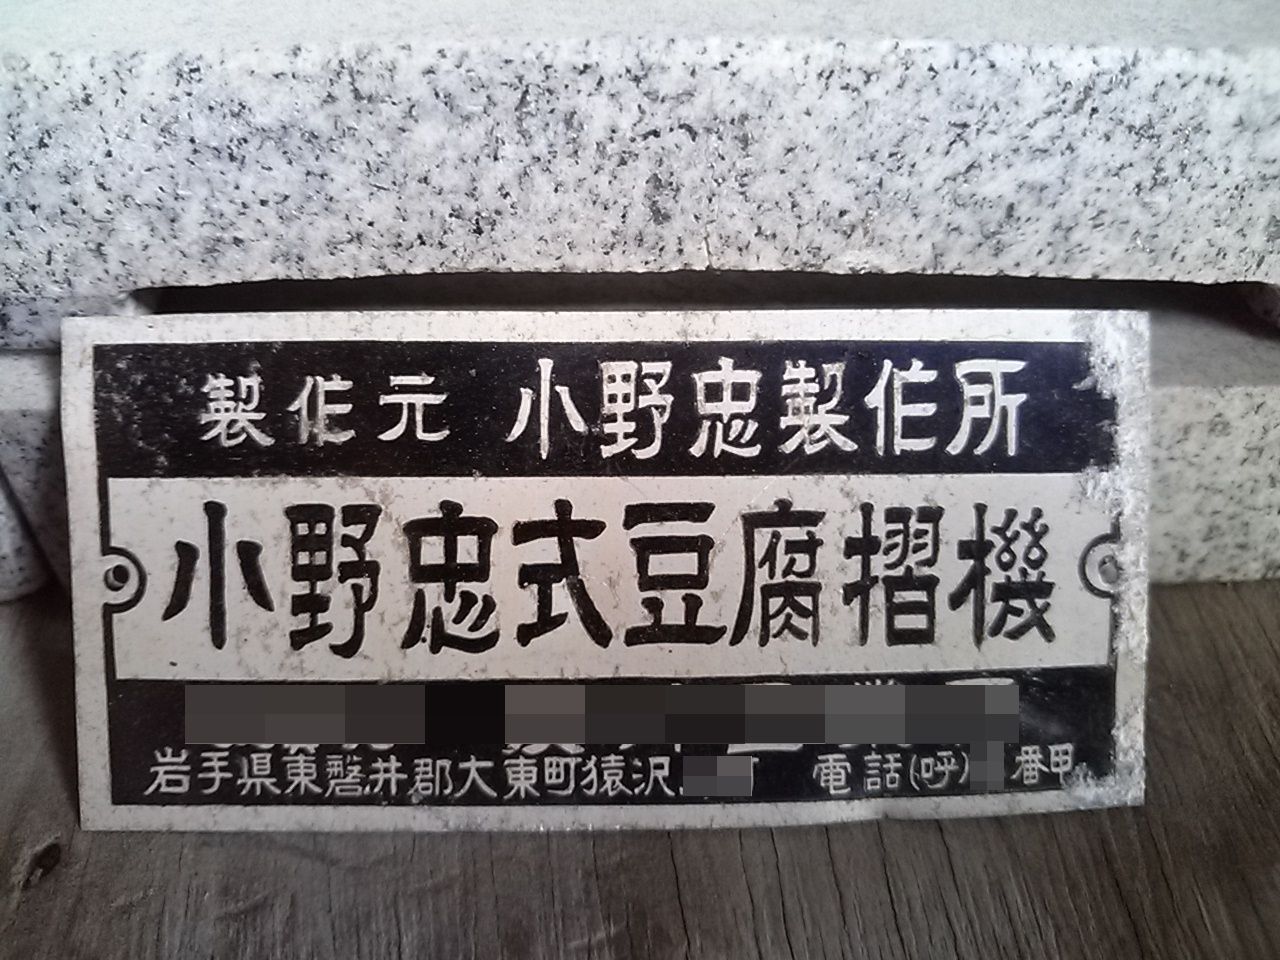 製作元 小野忠製作所
小野忠式豆腐摺機
岩手県東磐井郡大東町猿沢 電話(呼) 番甲